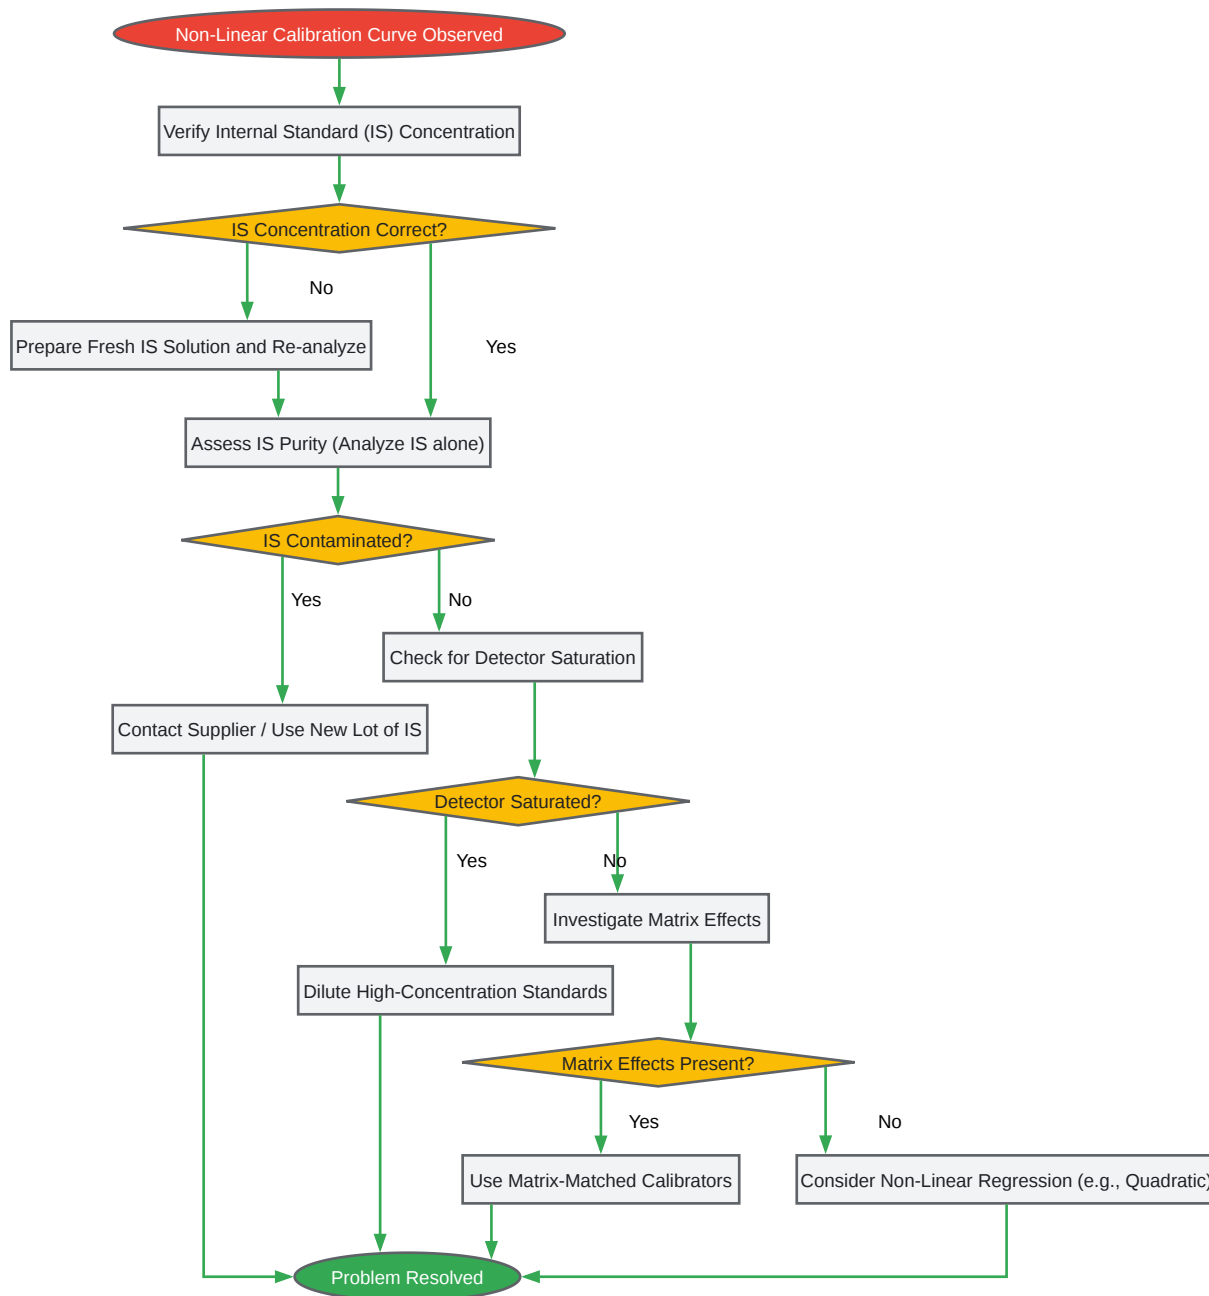 Non-Linear Calibration Curve Observed
Verify Internal Standard (IS) Concentration
IS Concentration Correct?
No
Prepare Fresh IS Solution and Re-analyze
Yes
Assess IS Purity (Analyze IS alone)
IS Contaminated?
Yes
No
Check for Detector Saturation
Contact Supplier / Use New Lot of IS
Detector Saturated?
Yes
No
Investigate Matrix Effects
Dilute High-Concentration Standards
Matrix Effects Present?
Yes
No
Use Matrix-Matched Calibrators
Consider Non-Linear Regression (e.g., Quadratic)
Problem Resolved